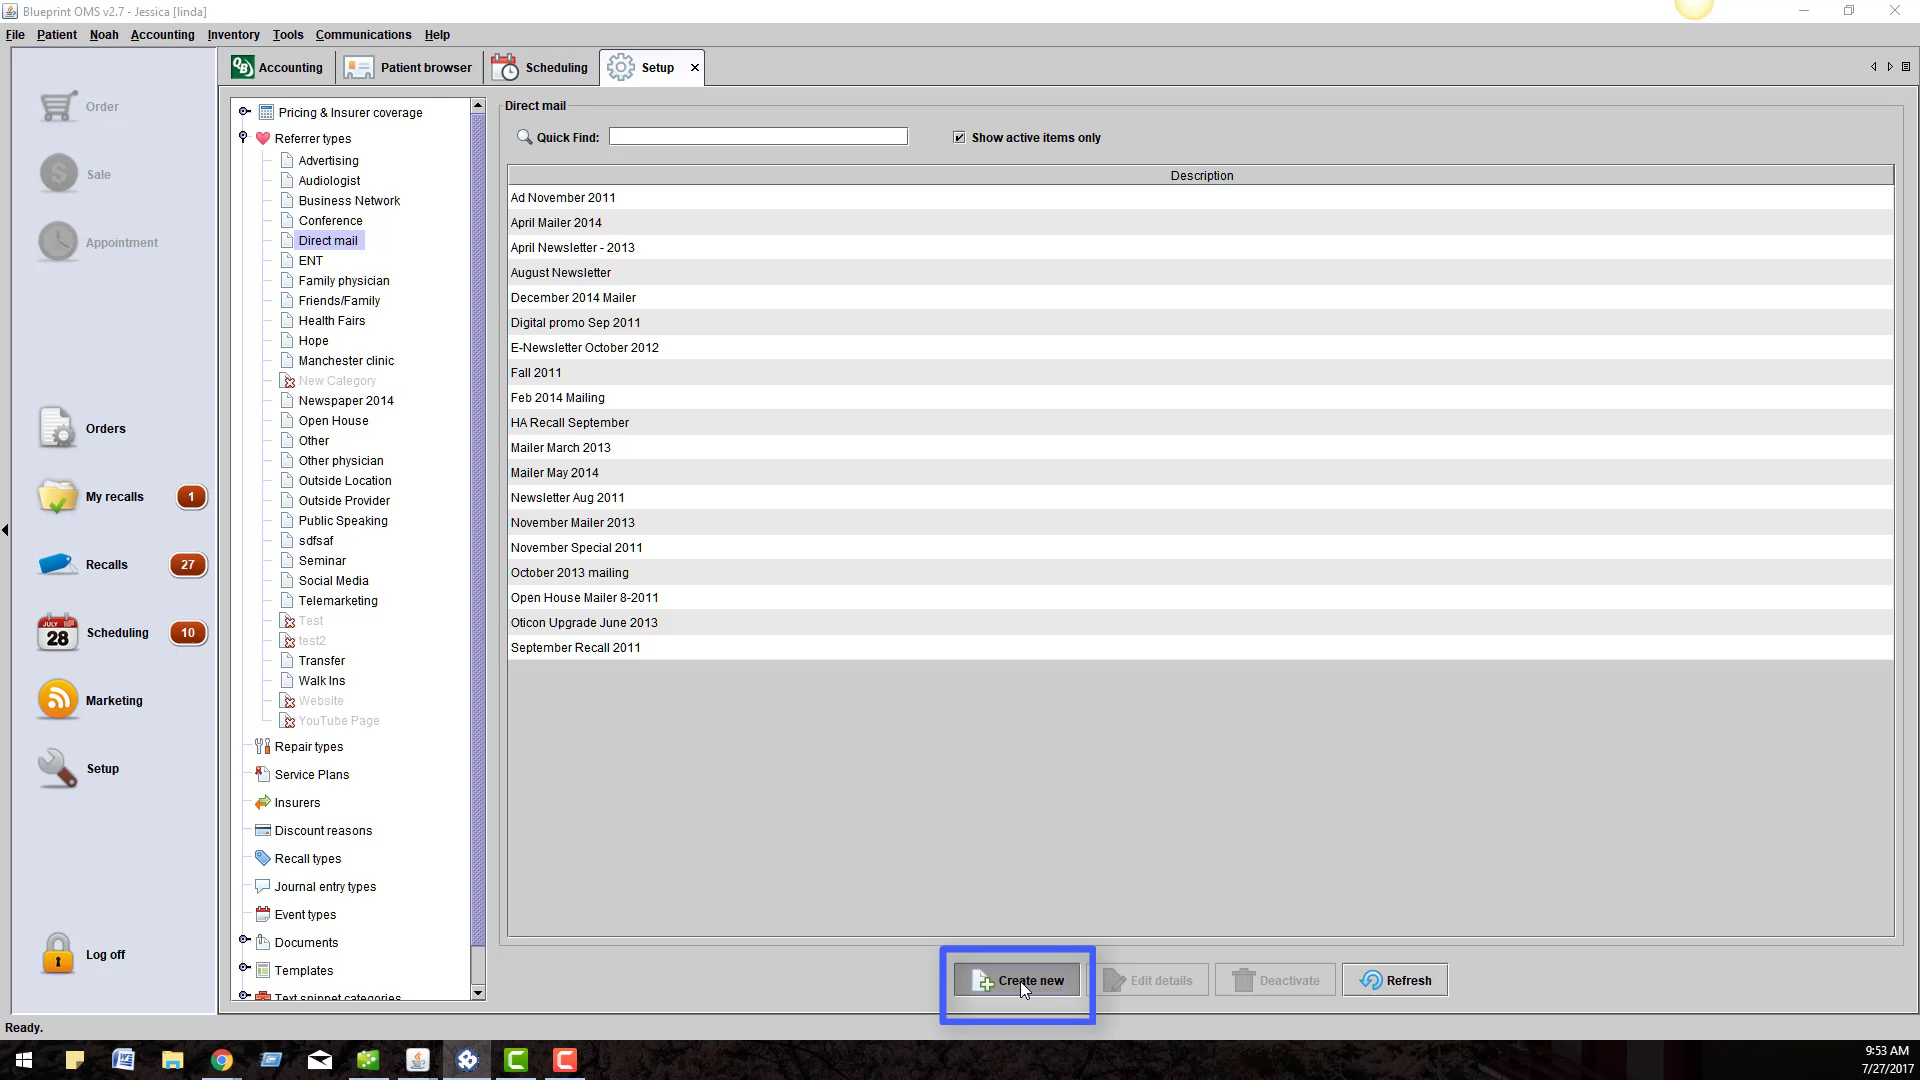 Blueprint OMS v2.7 - Jessica [linda]
File Patient Noah Accounting Inventory Tools Communications Help
Accounting Patient browser Scheduling Setup
Order
Sale
Appointment
Orders
My recalls 1
Recalls 27
JULY 28 Scheduling 10
Marketing
Setup
Log off
Pricing & Insurer coverage
Referrer types
Advertising
Audiologist
Business Network
Conference
Direct mail
ENT
Family physician
Friends/Family
Health Fairs
Hope
Manchester clinic
New Category
Newspaper 2014
Open House
Other
Other physician
Outside Location
Outside Provider
Public Speaking
sdfsaf
Seminar
Social Media
Telemarketing
Test
test2
Transfer
Walk Ins
Website
YouTube Page
Repair types
Service Plans
Insurers
Discount reasons
Recall types
Journal entry types
Event types
Documents
Templates
Text snippet categories
Direct mail
Quick Find: Show active items only
Description
Ad November 2011
April Mailer 2014
April Newsletter - 2013
August Newsletter
December 2014 Mailer
Digital promo Sep 2011
E-Newsletter October 2012
Fall 2011
Feb 2014 Mailing
HA Recall September
Mailer March 2013
Mailer May 2014
Newsletter Aug 2011
November Mailer 2013
November Special 2011
October 2013 mailing
Open House Mailer 8-2011
Oticon Upgrade June 2013
September Recall 2011
Create new Edit details Deactivate Refresh
Ready.
9:53 AM
7/27/2017